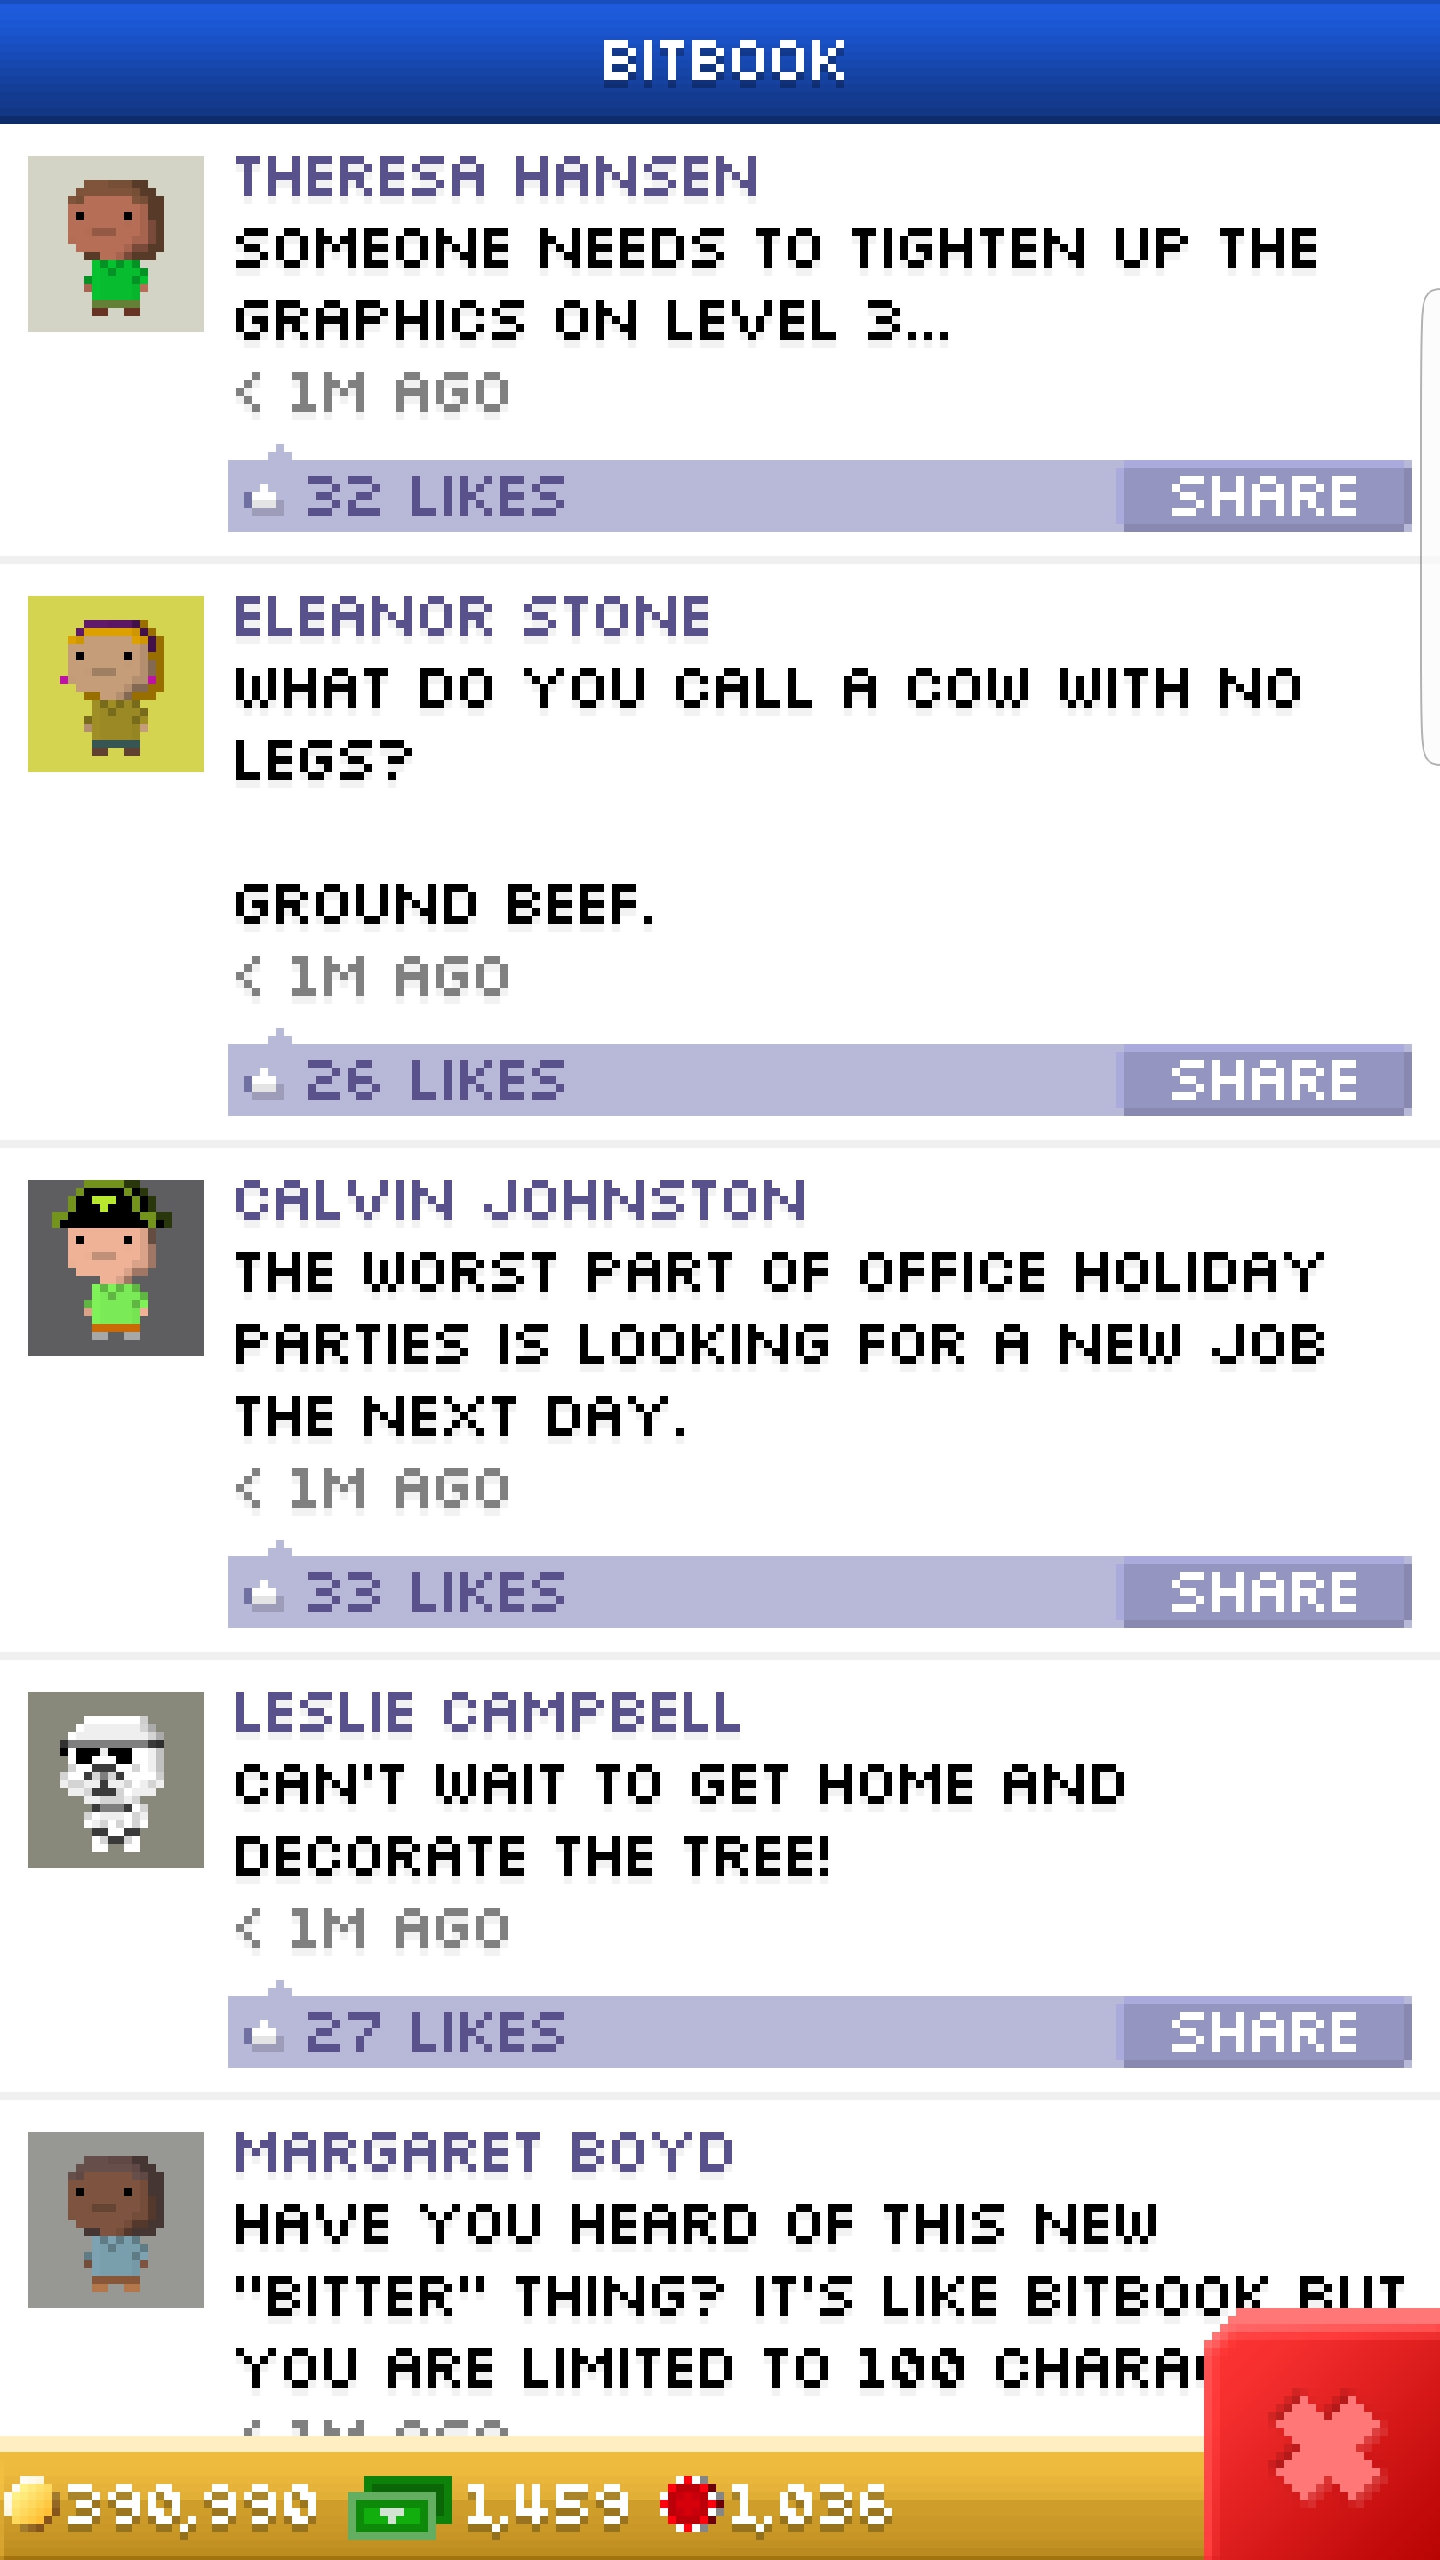 BITBOOK
THERESA HANSEN
SOMEONE NEEDS TO TIGHTEN UP THE
GRAPHICS ON LEVEL 3...
< 1M AGO
32 LIKES SHARE
ELEANOR STONE
WHAT DO YOU CALL A COW WITH NO
LEGS?
GROUND BEEF.
< 1M AGO
26 LIKES SHARE
CALVIN JOHNSTON
THE WORST PART OF OFFICE HOLIDAY
PARTIES IS LOOKING FOR A NEW JOB
THE NEXT DAY.
< 1M AGO
33 LIKES SHARE
LESLIE CAMPBELL
CAN'T WAIT TO GET HOME AND
DECORATE THE TREE!
< 1M AGO
27 LIKES SHARE
MARGARET BOYD
HAVE YOU HEARD OF THIS NEW
"BITTER" THING? IT'S LIKE BITBOOK BUT
YOU ARE LIMITED TO 100
< 1M AGO
390,990 1,459 1,036